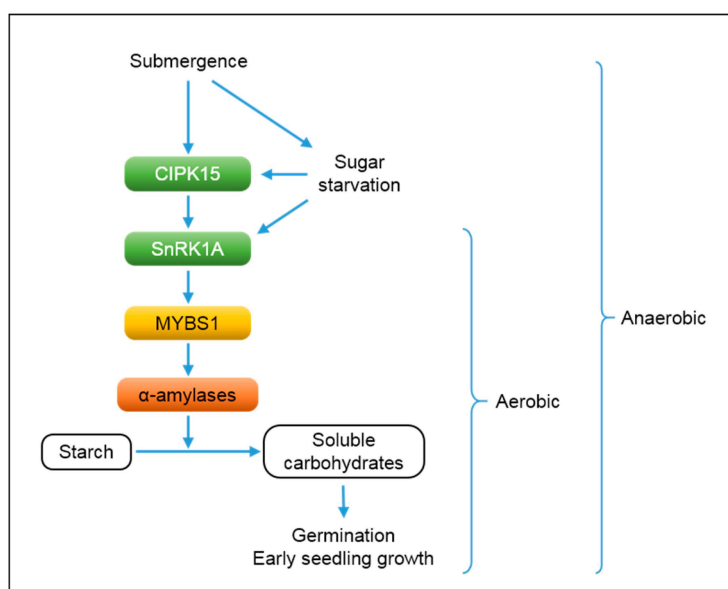 Submergence
CIPK15
Sugar
starvation
SnRK1A
MYBS1
Anaerobic
α-amylases
Aerobic
Starch
Soluble
carbohydrates
Germination
Early seedling growth